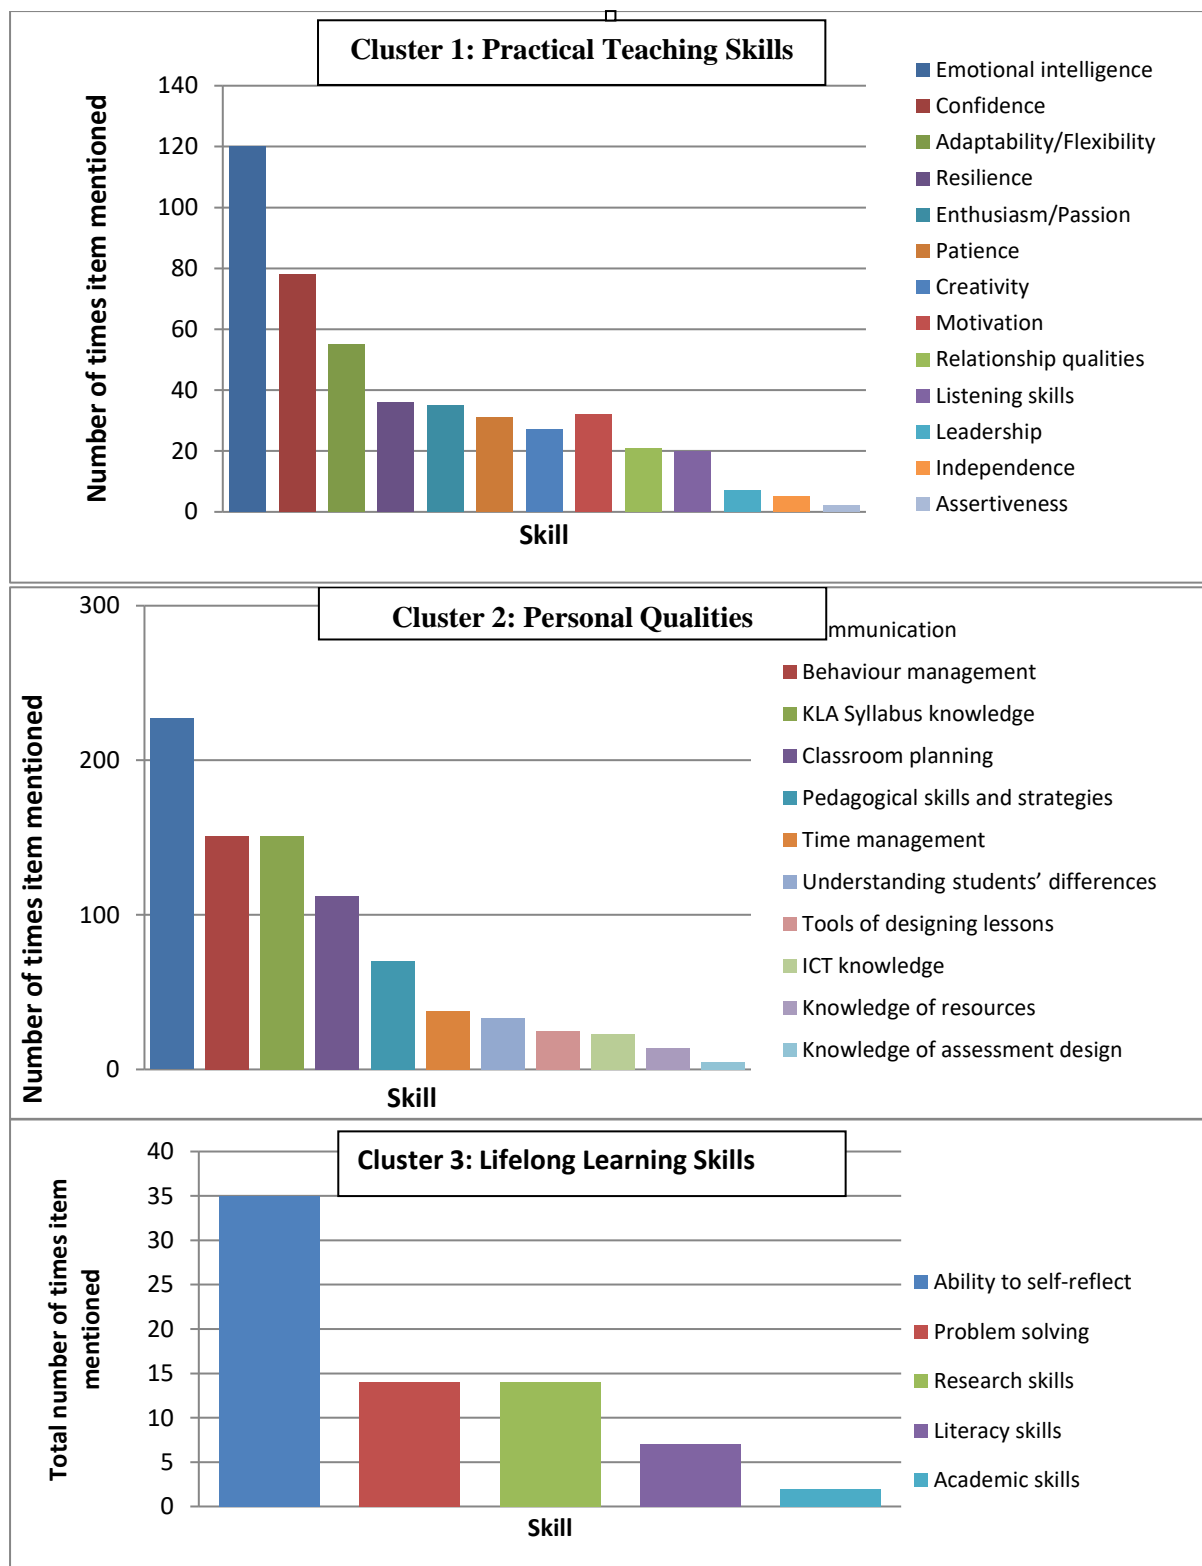 Cluster 1: Practical Teaching Skills
Number of times item mentioned
140
120
100
80
60
40
20
0
Skill
Emotional intelligence
Confidence
Adaptability/Flexibility
Resilience
Enthusiasm/Passion
Patience
Creativity
Motivation
Relationship qualities
Listening skills
Leadership
Independence
Assertiveness
Cluster 2: Personal Qualities
Number of times item mentioned
300
200
100
0
Skill
mmunication
Behaviour management
KLA Syllabus knowledge
Classroom planning
Pedagogical skills and strategies
Time management
Understanding students’ differences
Tools of designing lessons
ICT knowledge
Knowledge of resources
Knowledge of assessment design
Cluster 3: Lifelong Learning Skills
Total number of times item
mentioned
40
35
30
25
20
15
10
5
0
Skill
Ability to self-reflect
Problem solving
Research skills
Literacy skills
Academic skills